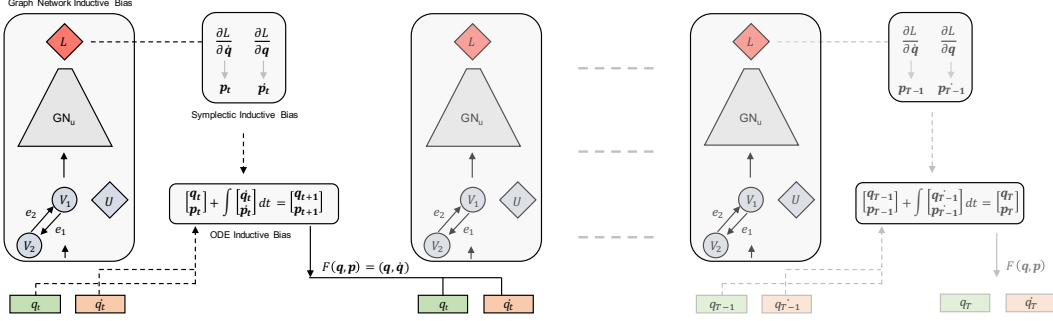 Graph Network Inductive Bias
L
∂L/∂q̇ ∂L/∂q
p_t ṗ_t
Symplectic Inductive Bias
GN_u
V_1
U
e_2
e_1
V_2
[q_t p_t] + ∫ [q̇_t ṗ_t] dt = [q_{t+1} p_{t+1}]
ODE Inductive Bias
F(q, p) = (q, q̇)
q_t q̇_t
L
GN_u
V_1
U
e_2
e_1
V_2
q_t q̇_t
L
GN_u
V_1
U
e_2
e_1
V_2
∂L/∂q̇ ∂L/∂q
p_{T−1} ṗ_{T−1}
[q_{T−1} p_{T−1}] + ∫ [q̇_{T−1} ṗ_{T−1}] dt = [q_T p_T]
F(q, p)
q_{T−1} q̇_{T−1}
q_T q̇_T